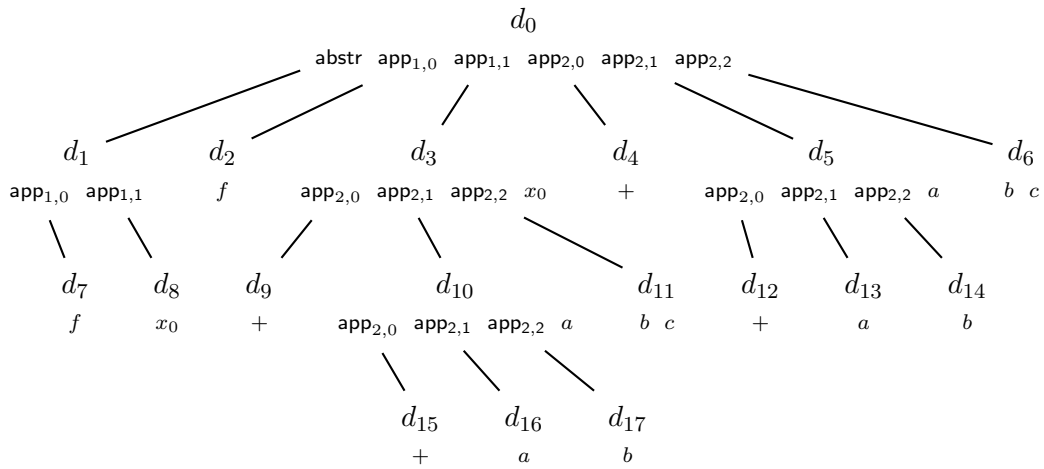 d₀
abstr app₁,₀ app₁,₁ app₂,₀ app₂,₁ app₂,₂
d₁ d₂ d₃ d₄ d₅ d₆
app₁,₀ app₁,₁ f app₂,₀ app₂,₁ app₂,₂ x₀ + app₂,₀ app₂,₁ app₂,₂ a b c
d₇ d₈ d₉ d₁₀ d₁₁ d₁₂ d₁₃ d₁₄
f x₀ + app₂,₀ app₂,₁ app₂,₂ a b c + a b
d₁₅ d₁₆ d₁₇
+ a b